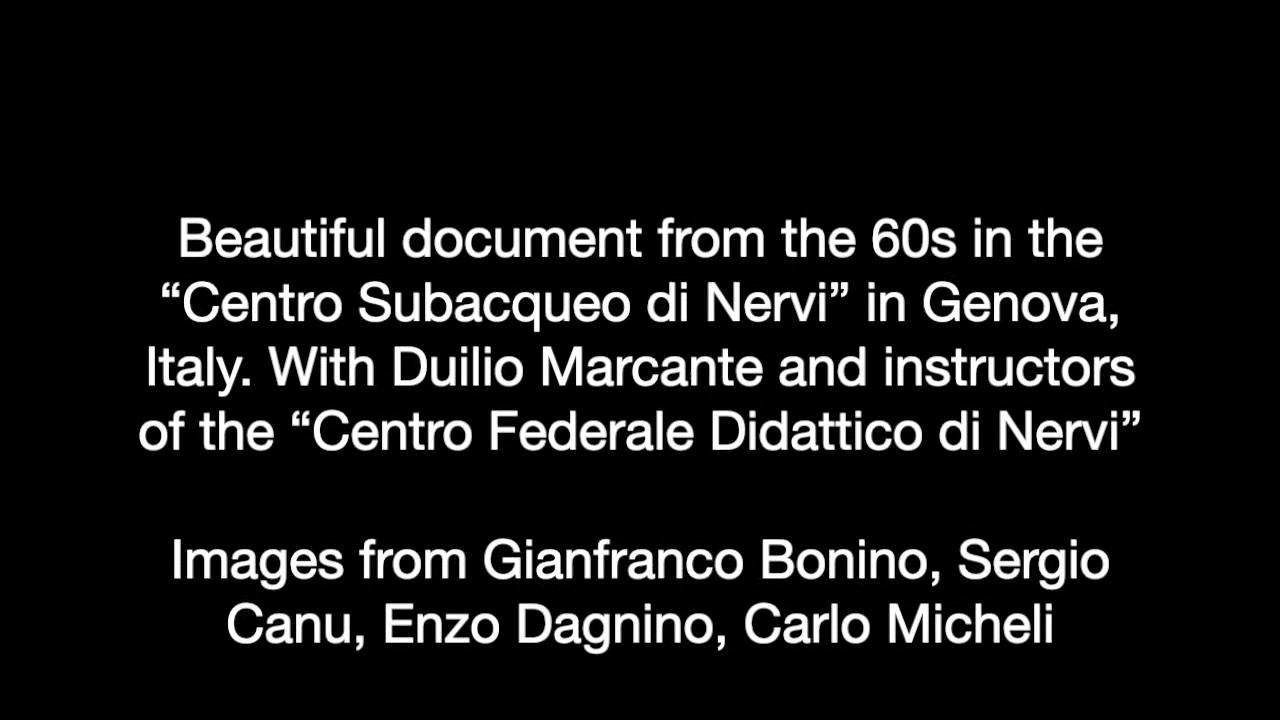 Beautiful document from the 60s in the
“Centro Subacqueo di Nervi” in Genova,
Italy. With Duilio Marcante and instructors
of the “Centro Federale Didattico di Nervi”
Images from Gianfranco Bonino, Sergio
Canu, Enzo Dagnino, Carlo Micheli